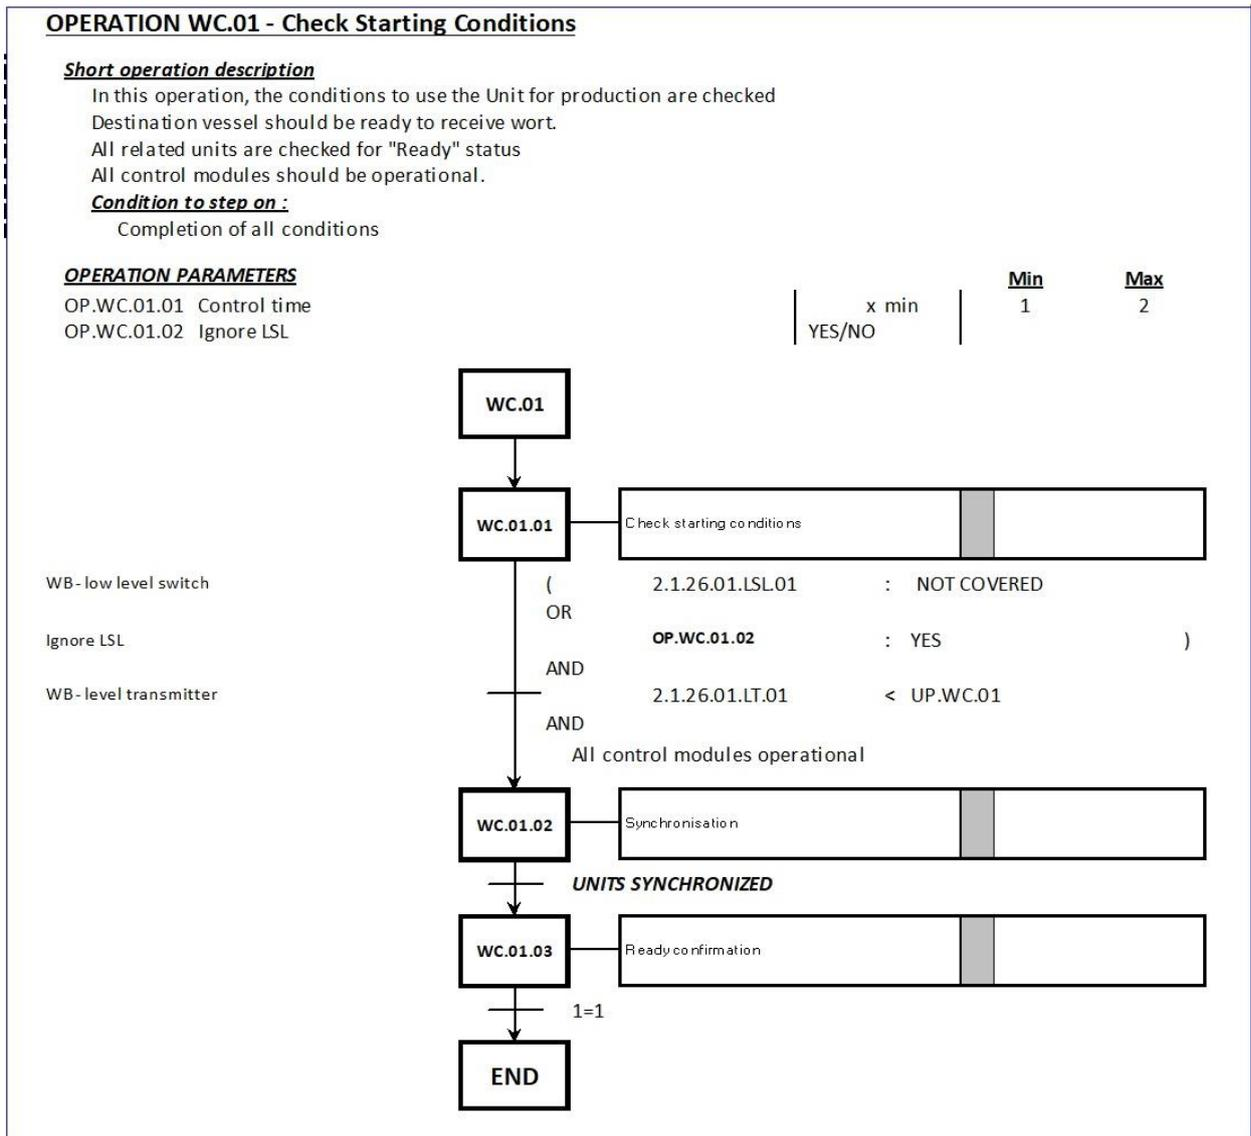 OPERATION WC.01 - Check Starting Conditions
Short operation description
In this operation, the conditions to use the Unit for production are checked
Destination vessel should be ready to receive wort.
All related units are checked for "Ready" status
All control modules should be operational.
Condition to step on :
Completion of all conditions
OPERATION PARAMETERS Min Max
OP.WC.01.01 Control time x min 1 2
OP.WC.01.02 Ignore LSL YES/NO
WC.01
WC.01.01 Check starting conditions
WB- low level switch ( 2.1.26.01.LSL.01 : NOT COVERED
OR
Ignore LSL OP.WC.01.02 : YES )
AND
WB- level transmitter 2.1.26.01.LT.01 < UP.WC.01
AND
All control modules operational
WC.01.02 Synchronisation
UNITS SYNCHRONIZED
WC.01.03 Ready confirmation
1=1
END